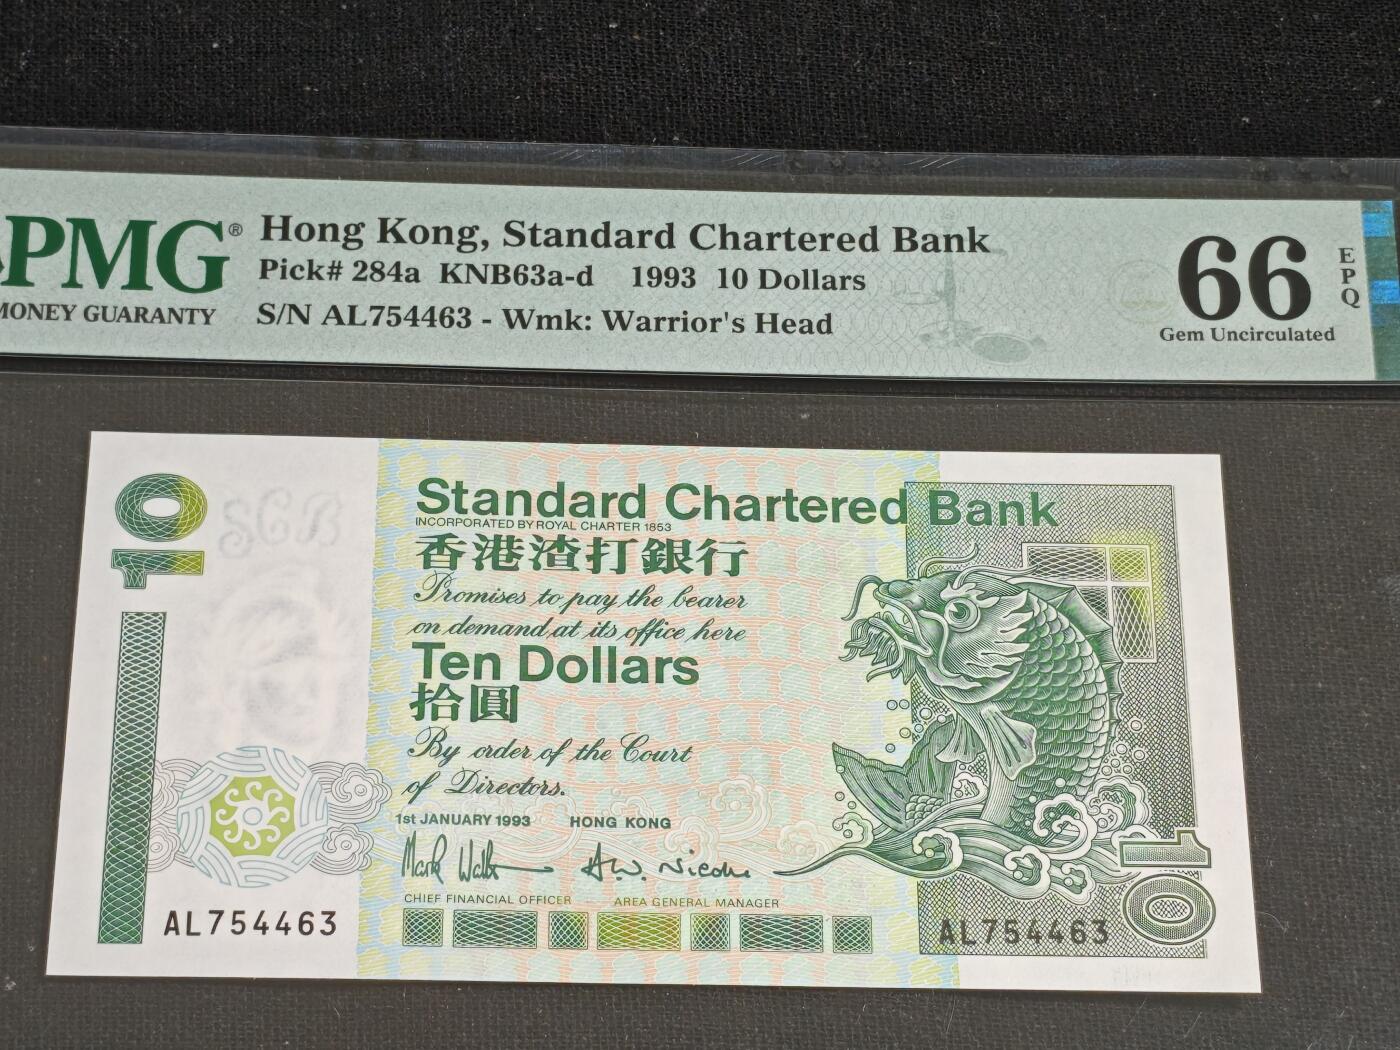 PMG®
MONEY GUARANTY
Hong Kong, Standard Chartered Bank
Pick# 284a KNB63a-d 1993 10 Dollars
S/N AL754463 - Wmk: Warrior's Head
66
EPQ
Gem Uncirculated
10
SCB
Standard Chartered Bank
INCORPORATED BY ROYAL CHARTER 1853
香港渣打銀行
Promises to pay the bearer
on demand at its office here
Ten Dollars
拾圓
By order of the Court
of Directors.
1st JANUARY 1993 HONG KONG
CHIEF FINANCIAL OFFICER AREA GENERAL MANAGER
AL754463
AL754463
10